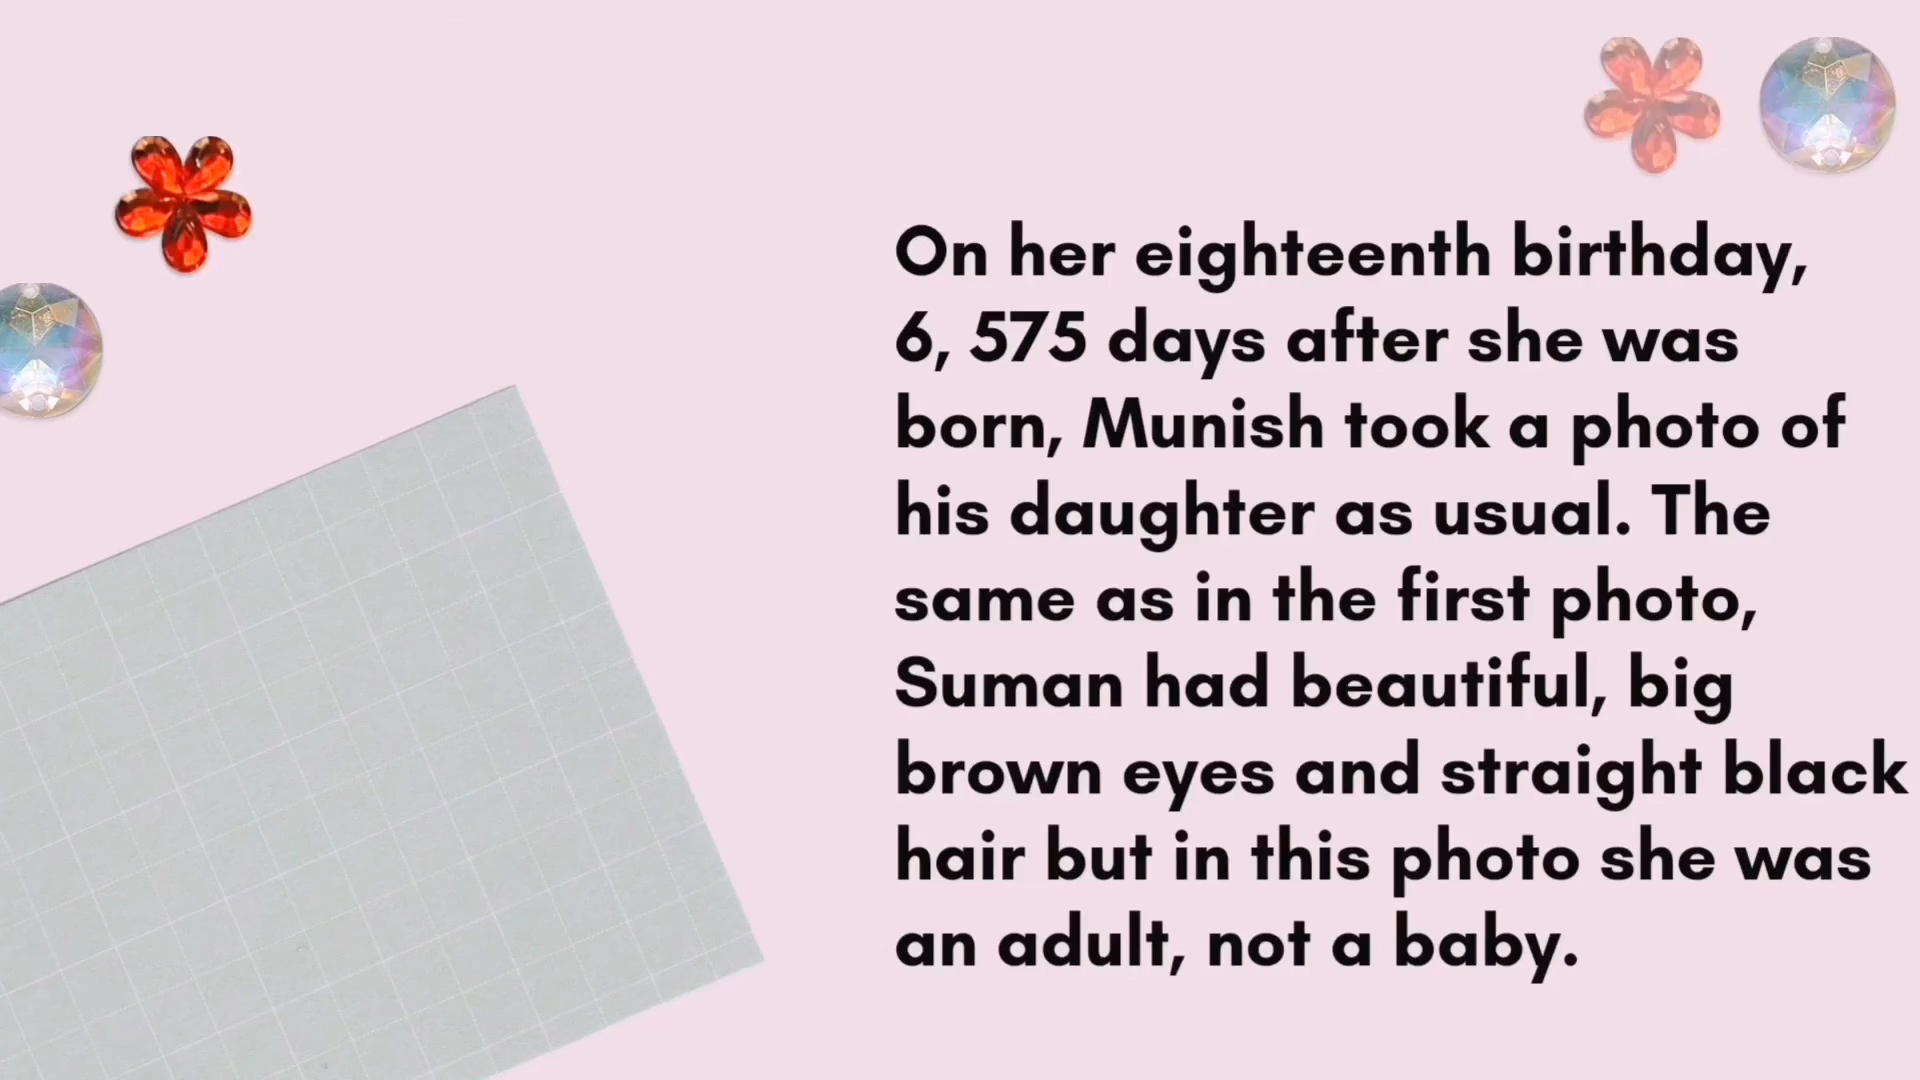 On her eighteenth birthday,
6, 575 days after she was
born, Munish took a photo of
his daughter as usual. The
same as in the first photo,
Suman had beautiful, big
brown eyes and straight black
hair but in this photo she was
an adult, not a baby.